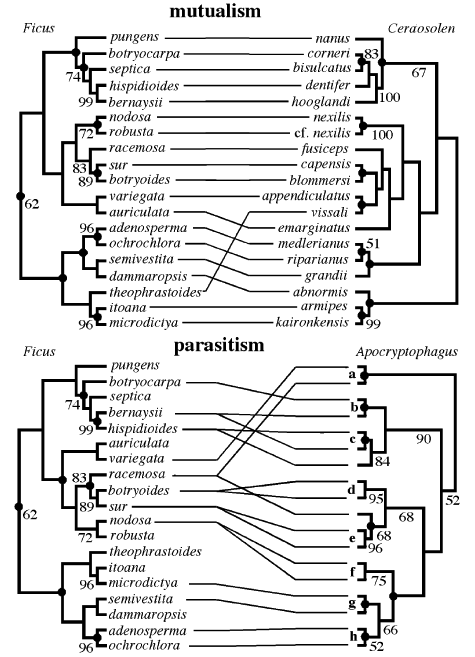 mutualism
Ficus Ceraosolen
pungens nanus
botryocarpa corneri 83
septica bisulcatus 67
74
hispidioides dentifer
99 bernaysii hooglandi 100
nodosa nexilis
72 robusta cf. nexilis 100
racemosa fusiceps
83 sur capensis
89 botryoides blommersi
62 variegata appendiculatus
auriculata vissali
96 adenosperma emarginatus
ochrochlora medlerianus 51
semivestita riparianus
dammaropsis grandii
theophrastoides abnormis
itoana armipes
96 microdictya kaironkensis 99
parasitism
Ficus Apocryptophagus
pungens a
botryocarpa
septica b
74
bernaysii 90
99 hispidioides c
auriculata 84
variegata
83 racemosa d 52
botryoides 95
89 sur 68
62 nodosa e 68
72 robusta 96
theophrastoides f
itoana 75
96 microdictya
semivestita g
dammaropsis
adenosperma 66
96 ochrochlora h 52